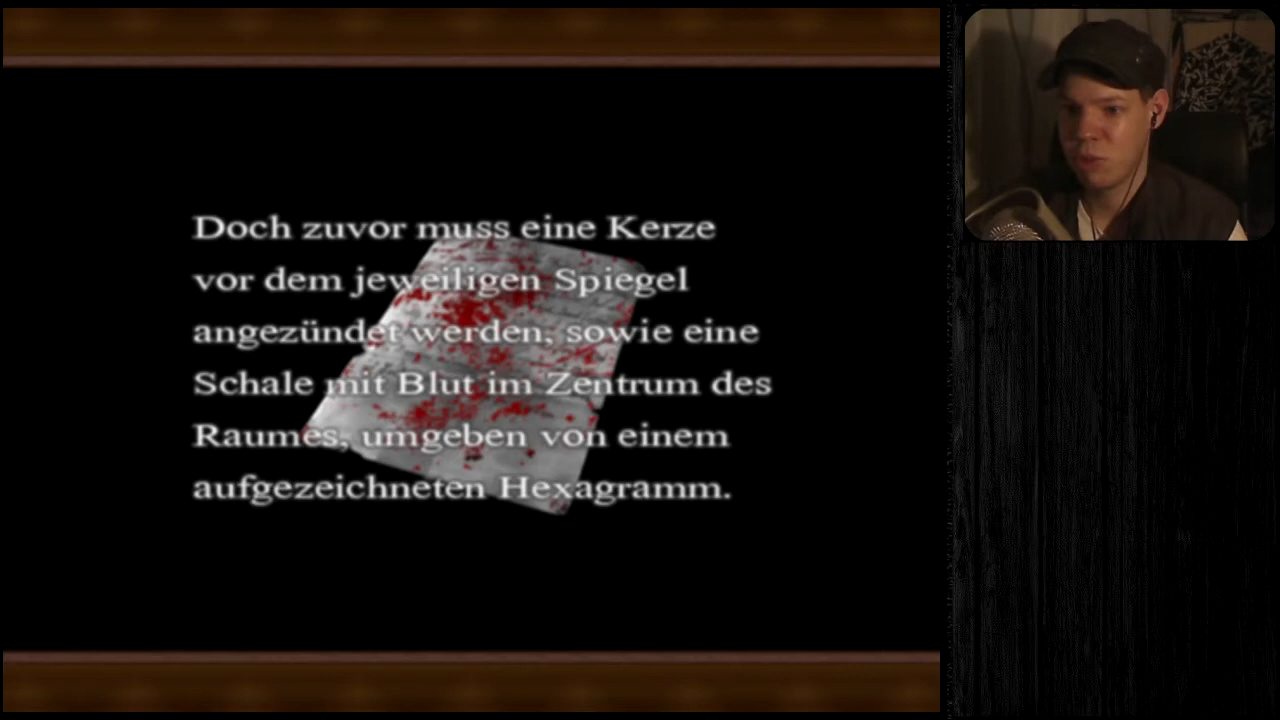 Doch zuvor muss eine Kerze
vor dem jeweiligen Spiegel
angezündet werden, sowie eine
Schale mit Blut im Zentrum des
Raumes, umgeben von einem
aufgezeichneten Hexagramm.